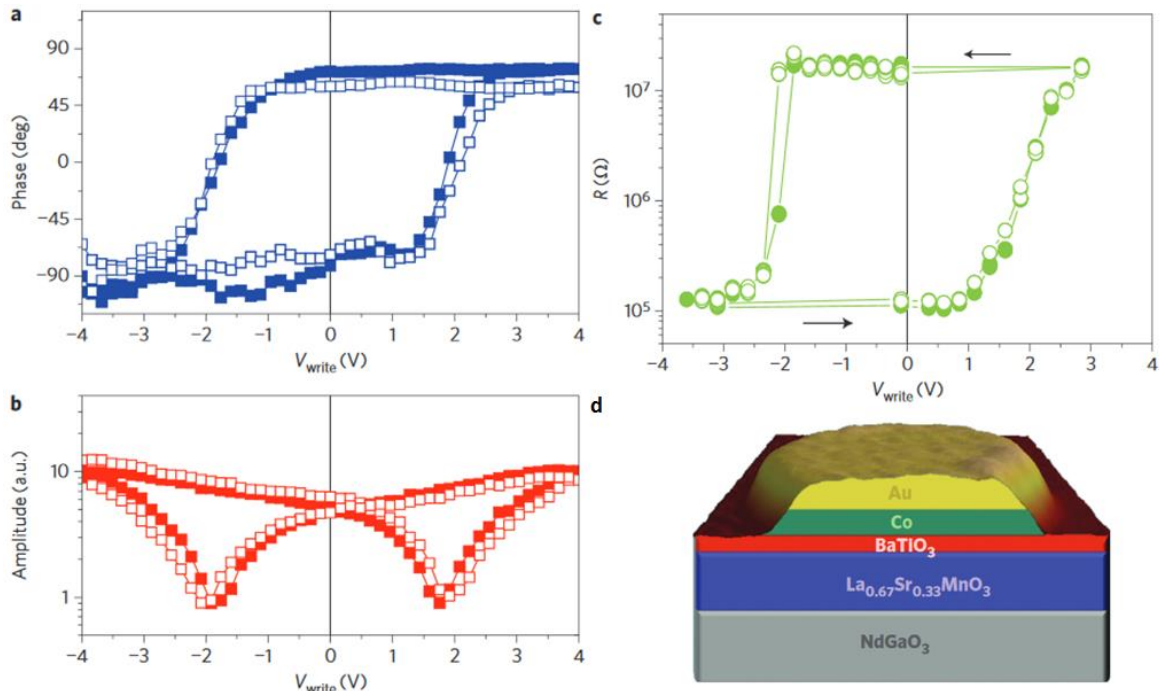 a
90
45
0
−45
−90
Phase (deg)
−4 −3 −2 −1 0 1 2 3 4
Vwrite (V)
b
10
1
Amplitude (a.u.)
−4 −3 −2 −1 0 1 2 3 4
Vwrite (V)
c
10⁷
10⁶
10⁵
R (Ω)
−4 −3 −2 −1 0 1 2 3 4
Vwrite (V)
d
Au
Co
BaTiO₃
La₀.₆₇Sr₀.₃₃MnO₃
NdGaO₃